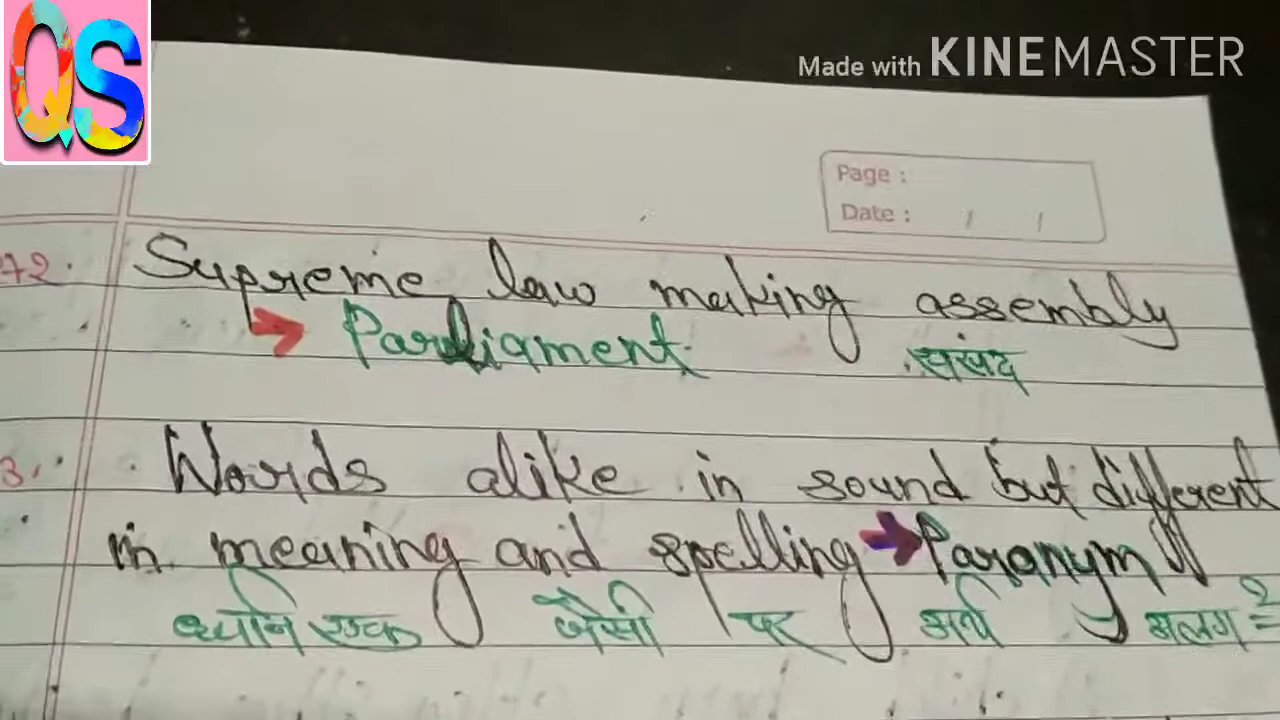 QS
Made with KINEMASTER
Page :
Date : / /
72. Supreme law making assembly
→ Parliament संसद
3. Words alike in sound but different
in meaning and spelling → Paronym
ध्वनि एक जैसी पर अर्थ अलग २